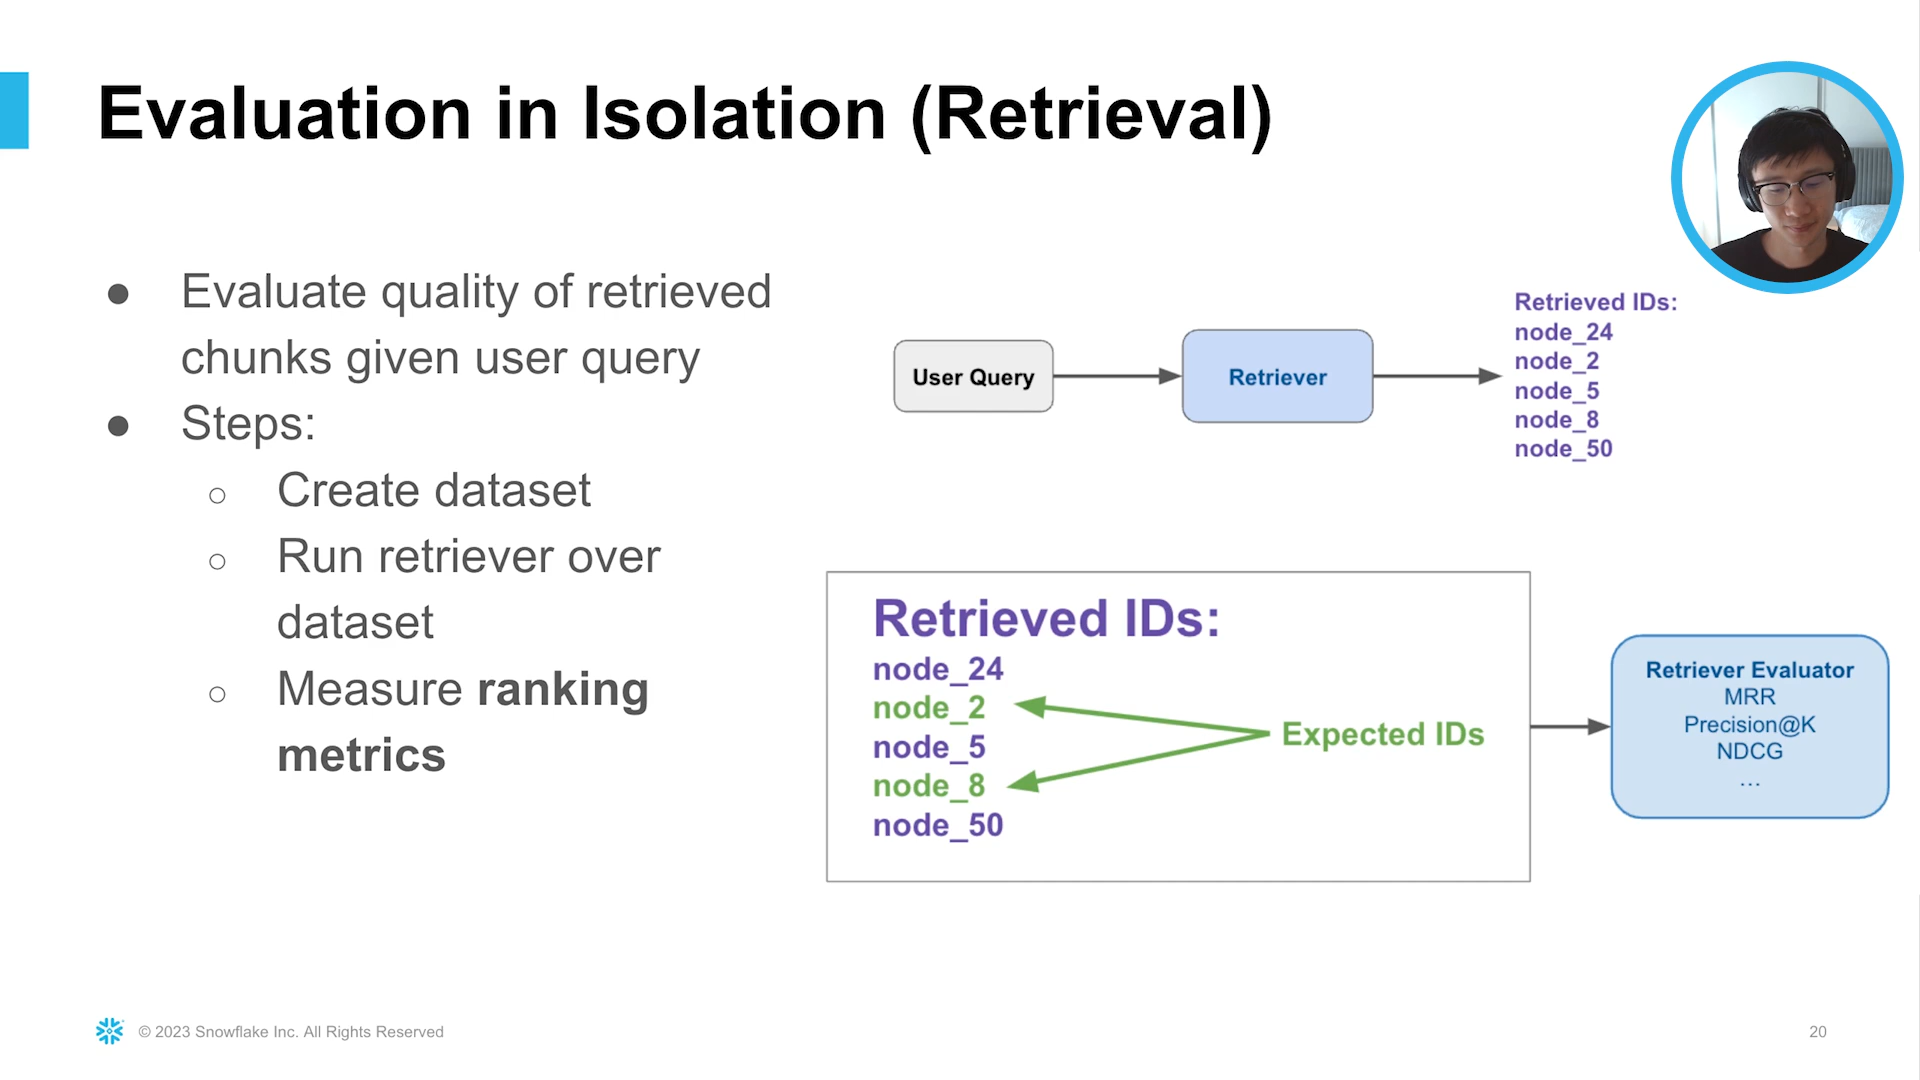 Evaluation in Isolation (Retrieval)
● Evaluate quality of retrieved
chunks given user query
● Steps:
○ Create dataset
○ Run retriever over
dataset
○ Measure ranking
metrics
User Query
Retriever
Retrieved IDs:
node_24
node_2
node_5
node_8
node_50
Retrieved IDs:
node_24
node_2
node_5
node_8
node_50
Expected IDs
Retriever Evaluator
MRR
Precision@K
NDCG
...
© 2023 Snowflake Inc. All Rights Reserved
20